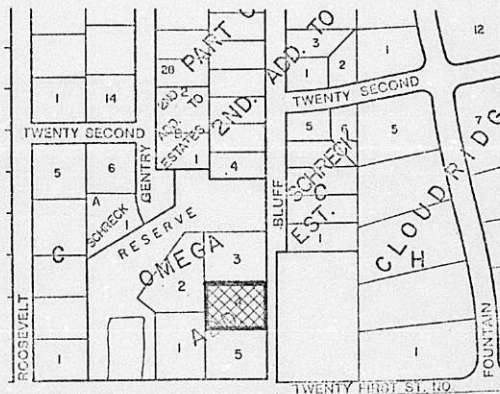 PART C
2ND. ADD. TO
3
1
12
28
1
2
1
14
2ND. 2
ADD. TO
ESTATES
TWENTY SECOND
TWENTY SECOND
5
5
7
5
6
1
4
GENTRY
A
SCHRECK
1
RESERVE
SCHRECK
EST.
C
1
BLUFF
CLOUD RIDG
H
G
OMEGA
3
2
ADD.
1
5
1
1
ROOSEVELT
FOUNTAIN
TWENTY FIRST ST. NO.